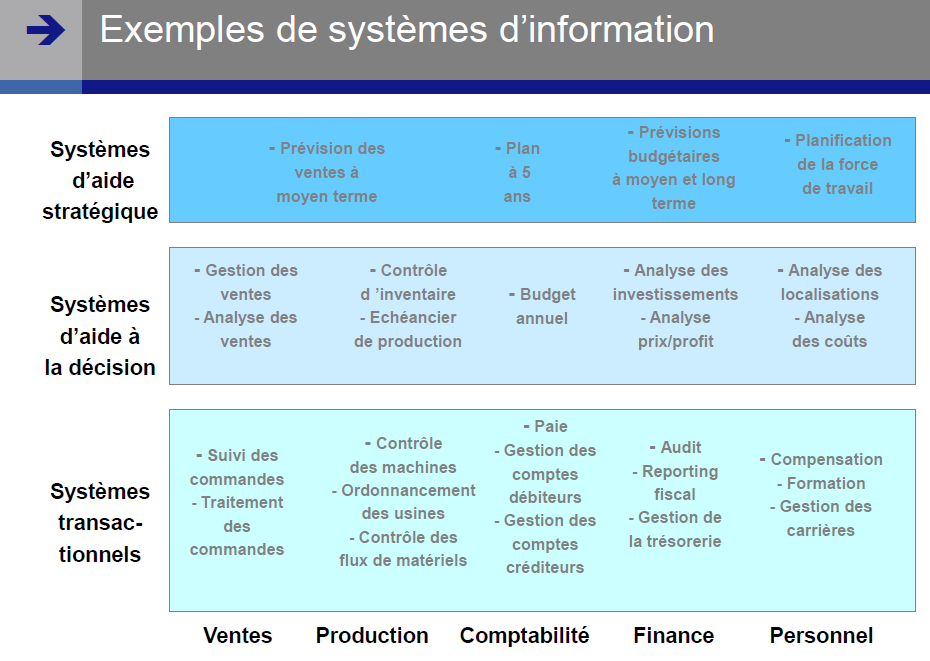 Exemples de systèmes d’information
Systèmes
d’aide
stratégique
- Prévision des
ventes à
moyen terme
- Plan
à 5
ans
- Prévisions
budgétaires
à moyen et long
terme
- Planification
de la force
de travail
Systèmes
d’aide à
la décision
- Gestion des
ventes
- Analyse des
ventes
- Contrôle
d ’inventaire
- Echéancier
de production
- Budget
annuel
- Analyse des
investissements
- Analyse
prix/profit
- Analyse des
localisations
- Analyse
des coûts
Systèmes
transac-
tionnels
- Suivi des
commandes
- Traitement
des
commandes
- Contrôle
des machines
- Ordonnancement
des usines
- Contrôle des
flux de matériels
- Paie
- Gestion des
comptes
débiteurs
- Gestion des
comptes
créditeurs
- Audit
- Reporting
fiscal
- Gestion de
la trésorerie
- Compensation
- Formation
- Gestion des
carrières
Ventes Production Comptabilité Finance Personnel